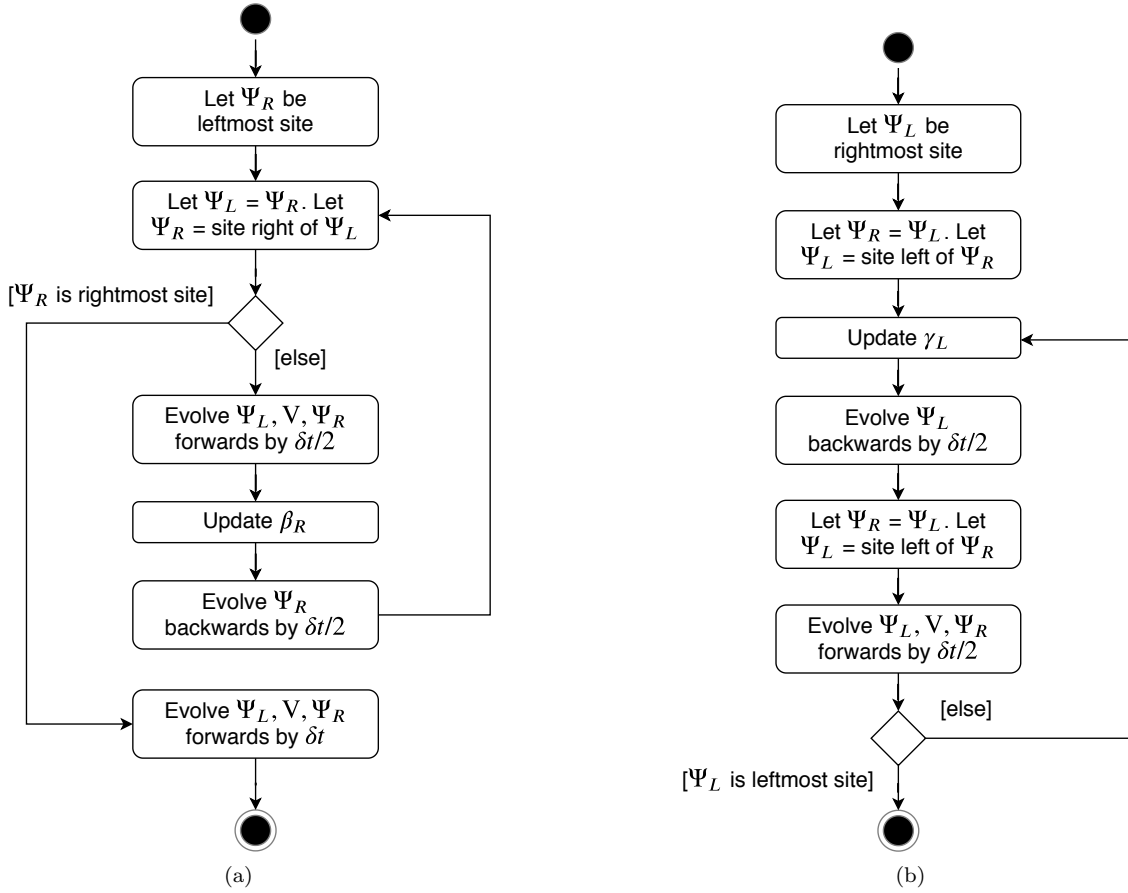 Let Ψ_R be
leftmost site
Let Ψ_L = Ψ_R. Let
Ψ_R = site right of Ψ_L
[Ψ_R is rightmost site]
[else]
Evolve Ψ_L, V, Ψ_R
forwards by δt/2
Update β_R
Evolve Ψ_R
backwards by δt/2
Evolve Ψ_L, V, Ψ_R
forwards by δt
(a)
Let Ψ_L be
rightmost site
Let Ψ_R = Ψ_L. Let
Ψ_L = site left of Ψ_R
Update γ_L
Evolve Ψ_L
backwards by δt/2
Let Ψ_R = Ψ_L. Let
Ψ_L = site left of Ψ_R
Evolve Ψ_L, V, Ψ_R
forwards by δt/2
[else]
[Ψ_L is leftmost site]
(b)